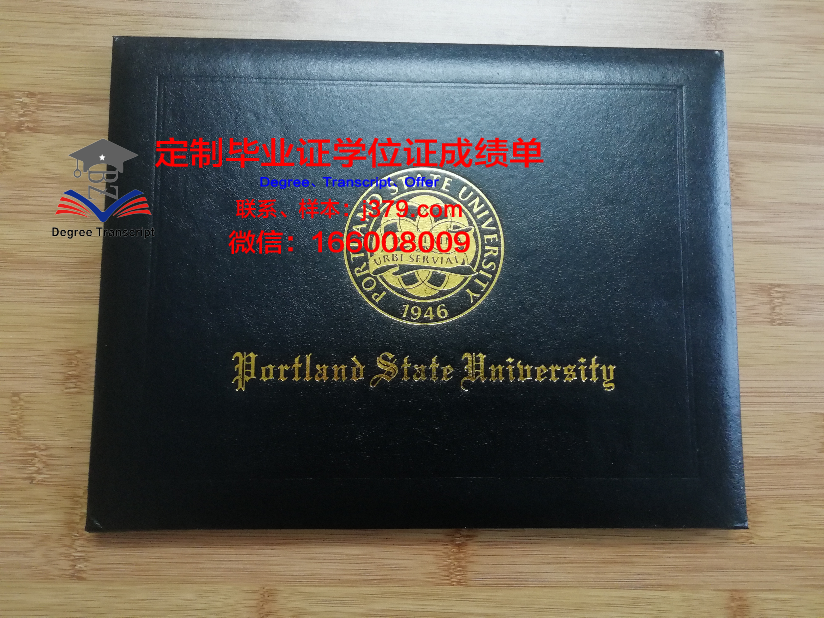 定制毕业证学位证成绩单
Degree、Transcript、Offer
联系、样本：j379.com
微信：166008009
BDZ
Degree Transcript
PORTLAND STATE UNIVERSITY
URBI SERVIAT
1946
Portland State University